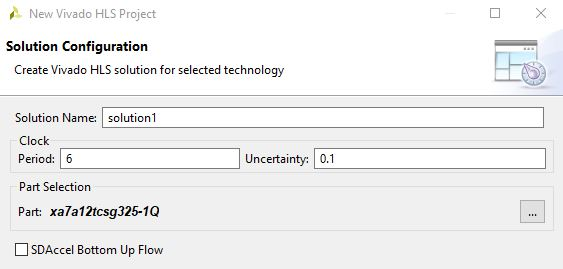 New Vivado HLS Project
Solution Configuration
Create Vivado HLS solution for selected technology
Solution Name: solution1
Clock
Period: 6 Uncertainty: 0.1
Part Selection
Part: xa7a12tcsg325-1Q ...
SDAccel Bottom Up Flow